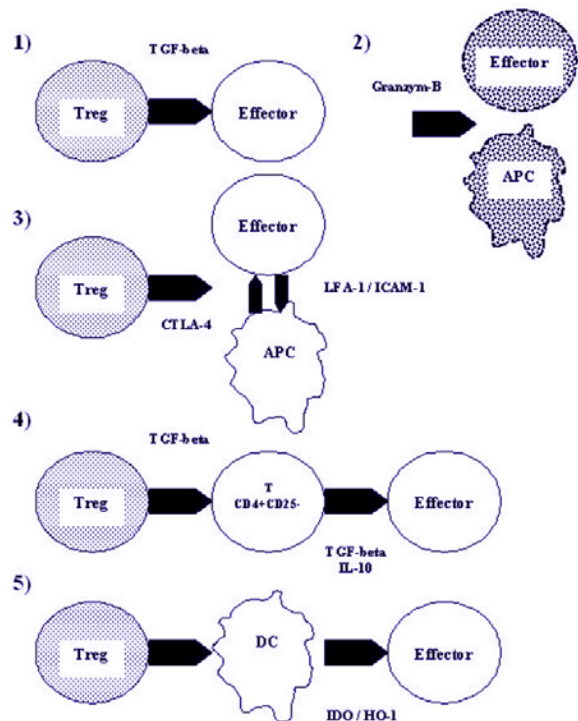 1)
TGF-beta
Treg
Effector
2)
Granzym-B
Effector
APC
3)
Treg
CTLA-4
Effector
LFA-1 / ICAM-1
APC
4)
TGF-beta
Treg
T
CD4+CD25-
TGF-beta
IL-10
Effector
5)
Treg
DC
IDO / HO-1
Effector